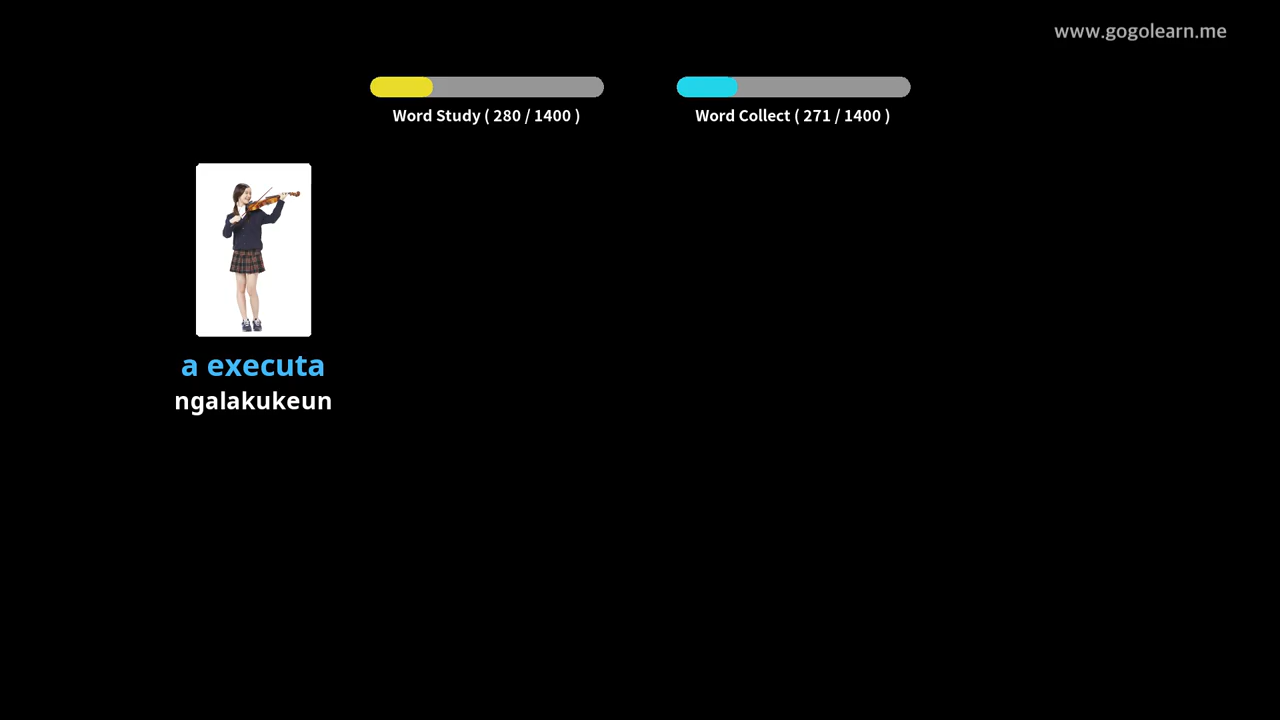 www.gogolearn.me
Word Study ( 280 / 1400 )
Word Collect ( 271 / 1400 )
a executa
ngalakukeun